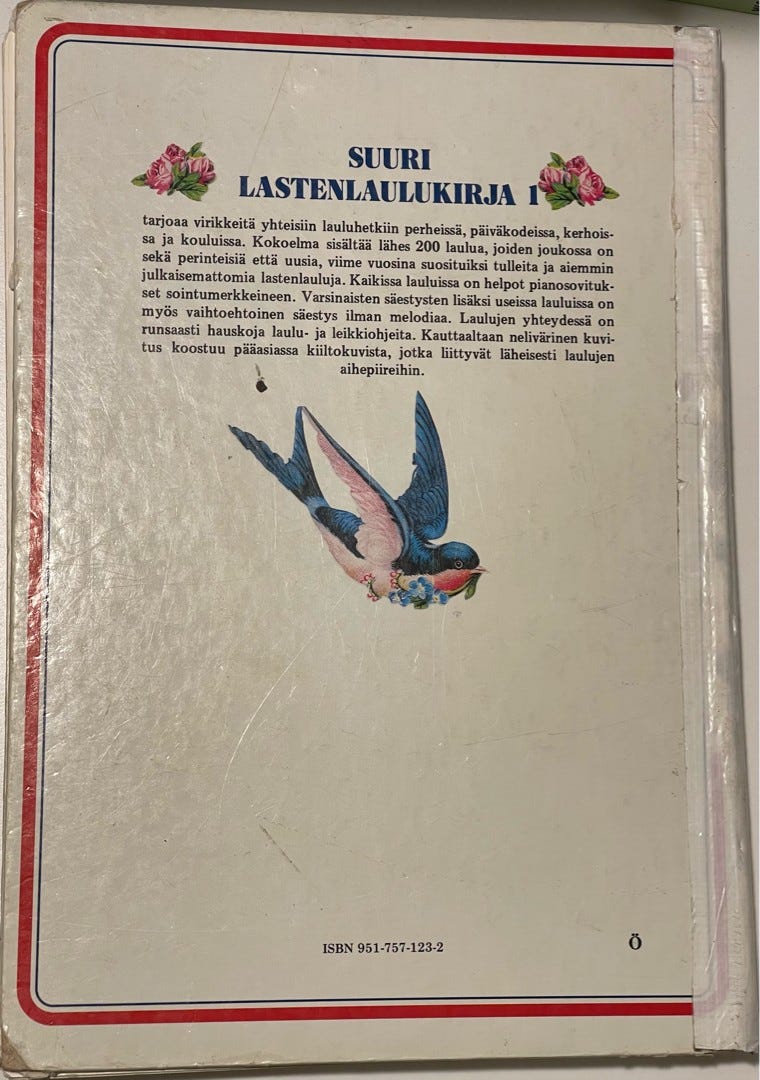 SUURI
LASTENLAULUKIRJA 1
tarjoaa virikkeitä yhteisiin lauluhetkiin perheissä, päiväkodeissa, kerhois-
sa ja kouluissa. Kokoelma sisältää lähes 200 laulua, joiden joukossa on
sekä perinteisiä että uusia, viime vuosina suosituiksi tulleita ja aiemmin
julkaisemattomia lastenlauluja. Kaikissa lauluissa on helpot pianosovituk-
set sointumerkkeineen. Varsinaisten säestysten lisäksi useissa lauluissa on
myös vaihtoehtoinen säestys ilman melodiaa. Laulujen yhteydessä on
runsaasti hauskoja laulu- ja leikkiohjeita. Kauttaaltaan nelivärinen kuvi-
tus koostuu pääasiassa kiiltokuvista, jotka liittyvät läheisesti laulujen
aihepiireihin.
ISBN 951-757-123-2
Ö